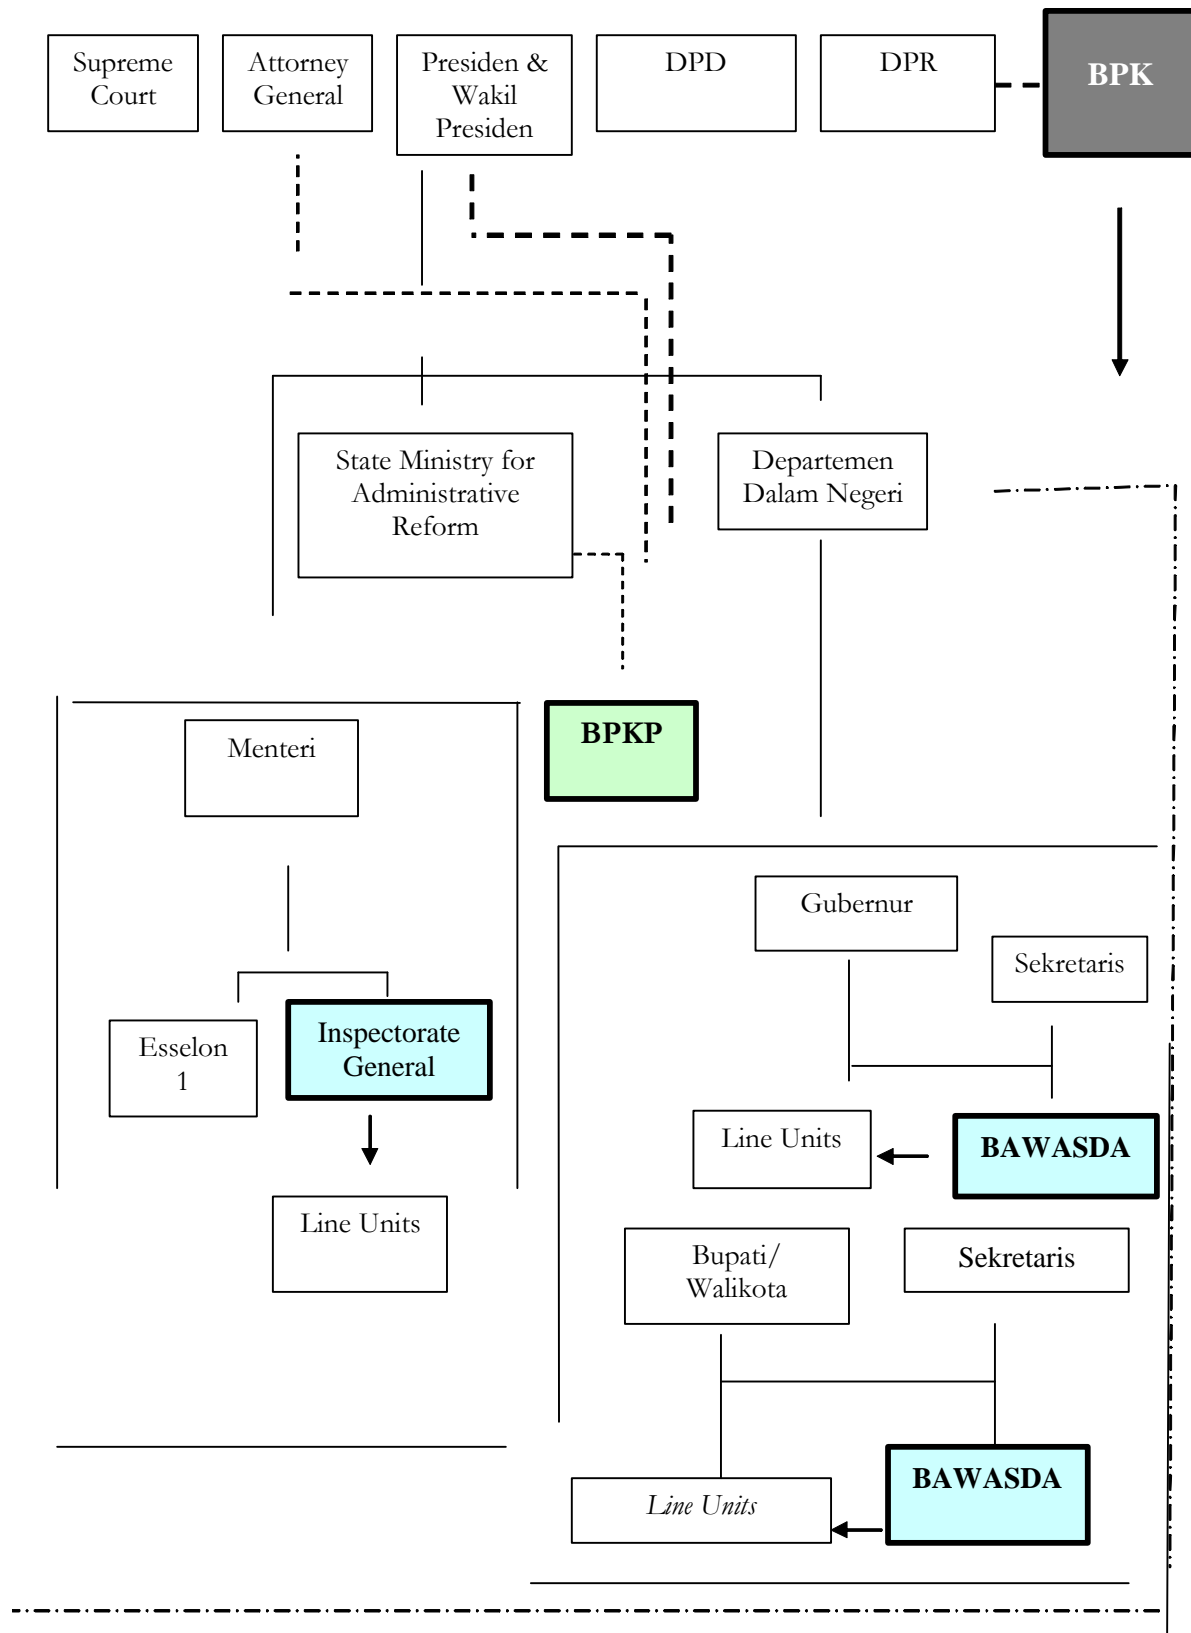 Supreme
Court
Attorney
General
Presiden &
Wakil
Presiden
DPD
DPR
BPK
State Ministry for
Administrative
Reform
Departemen
Dalam Negeri
BPKP
Menteri
Gubernur
Sekretaris
Esselon
1
Inspectorate
General
Line Units
BAWASDA
Line Units
Bupati/
Walikota
Sekretaris
Line Units
BAWASDA